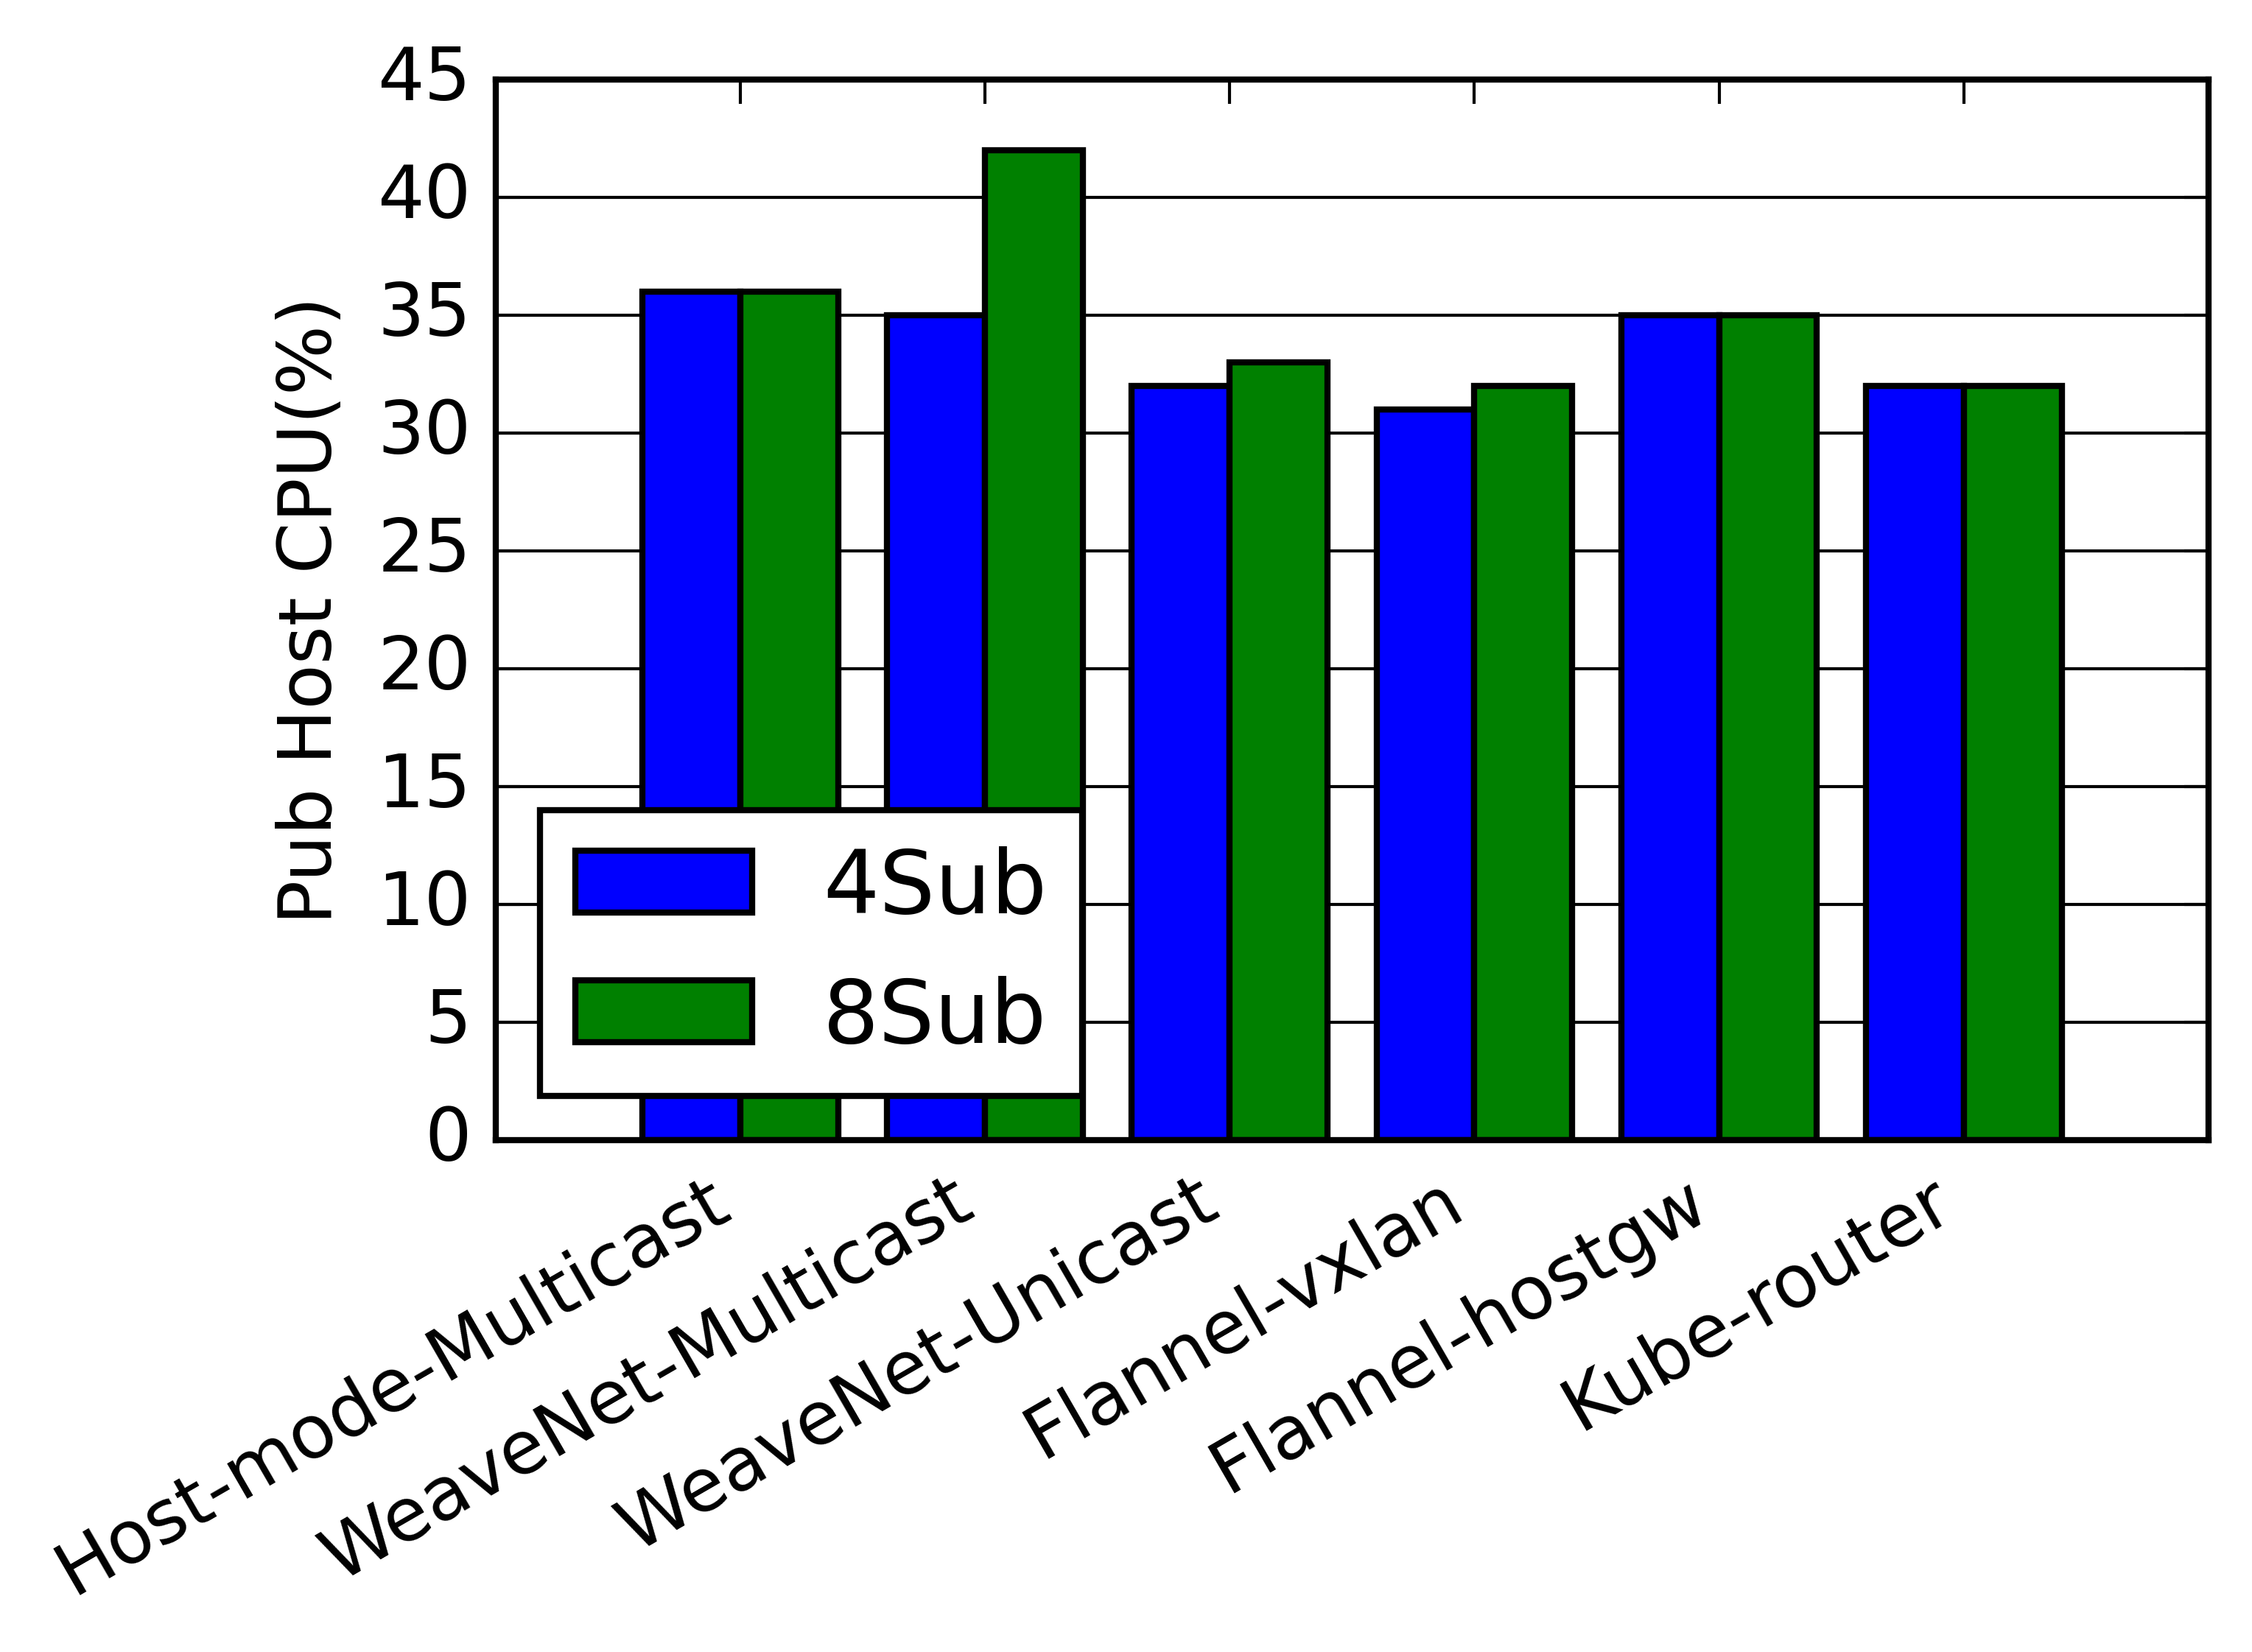 Pub Host CPU(%)
45
40
35
30
25
20
15
10
5
0
4Sub
8Sub
Host-mode-Multicast
WeaveNet-Multicast
WeaveNet-Unicast
Flannel-vxlan
Flannel-hostgw
Kube-router